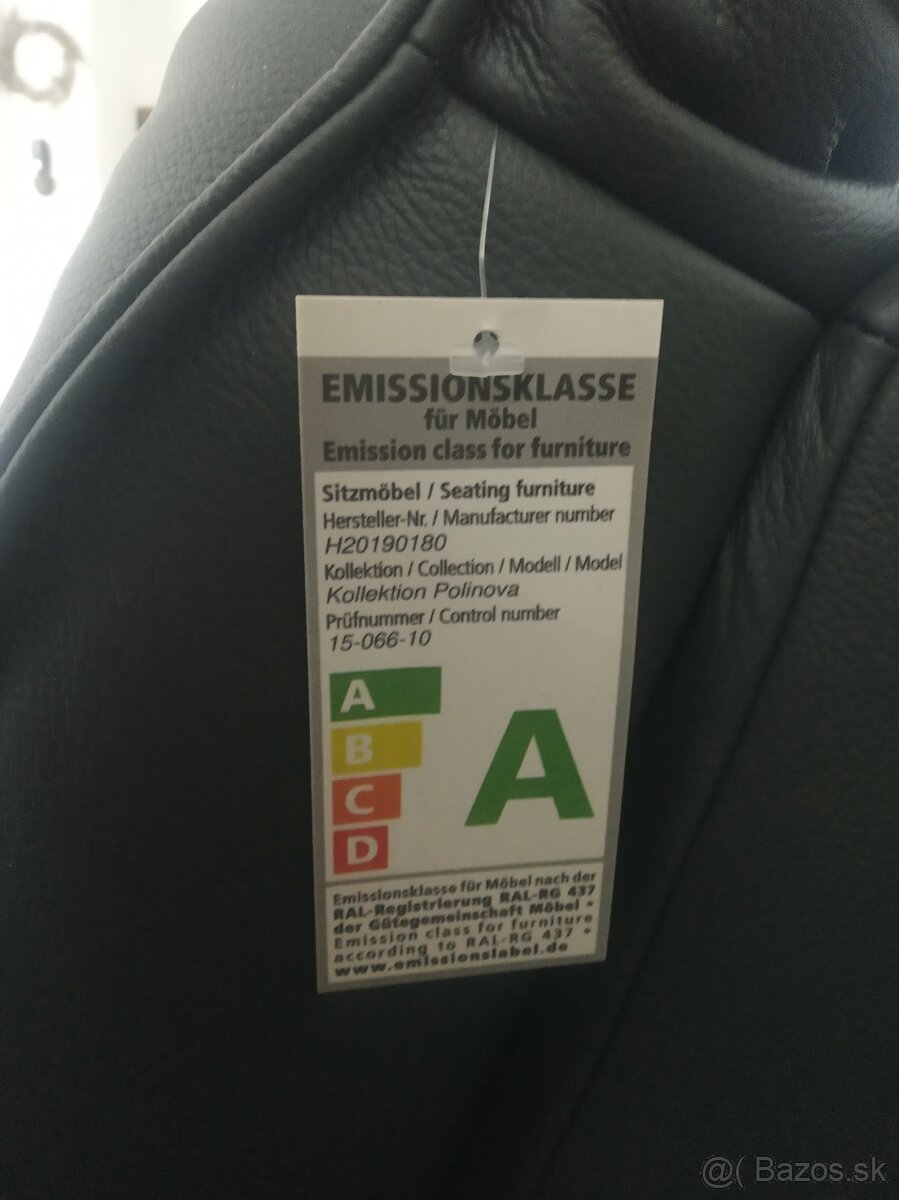 EMISSIONSKLASSE
für Möbel
Emission class for furniture
Sitzmöbel / Seating furniture
Hersteller-Nr. / Manufacturer number
H20190180
Kollektion / Collection / Modell / Model
Kollektion Polinova
Prüfnummer / Control number
15-066-10
A
B
C
D
A
Emissionsklasse für Möbel nach der
RAL-Registrierung RAL-RG 437
der Gütegemeinschaft Möbel •
Emission class for furniture
according to RAL-RG 437 •
www.emissionslabel.de
@( Bazos.sk